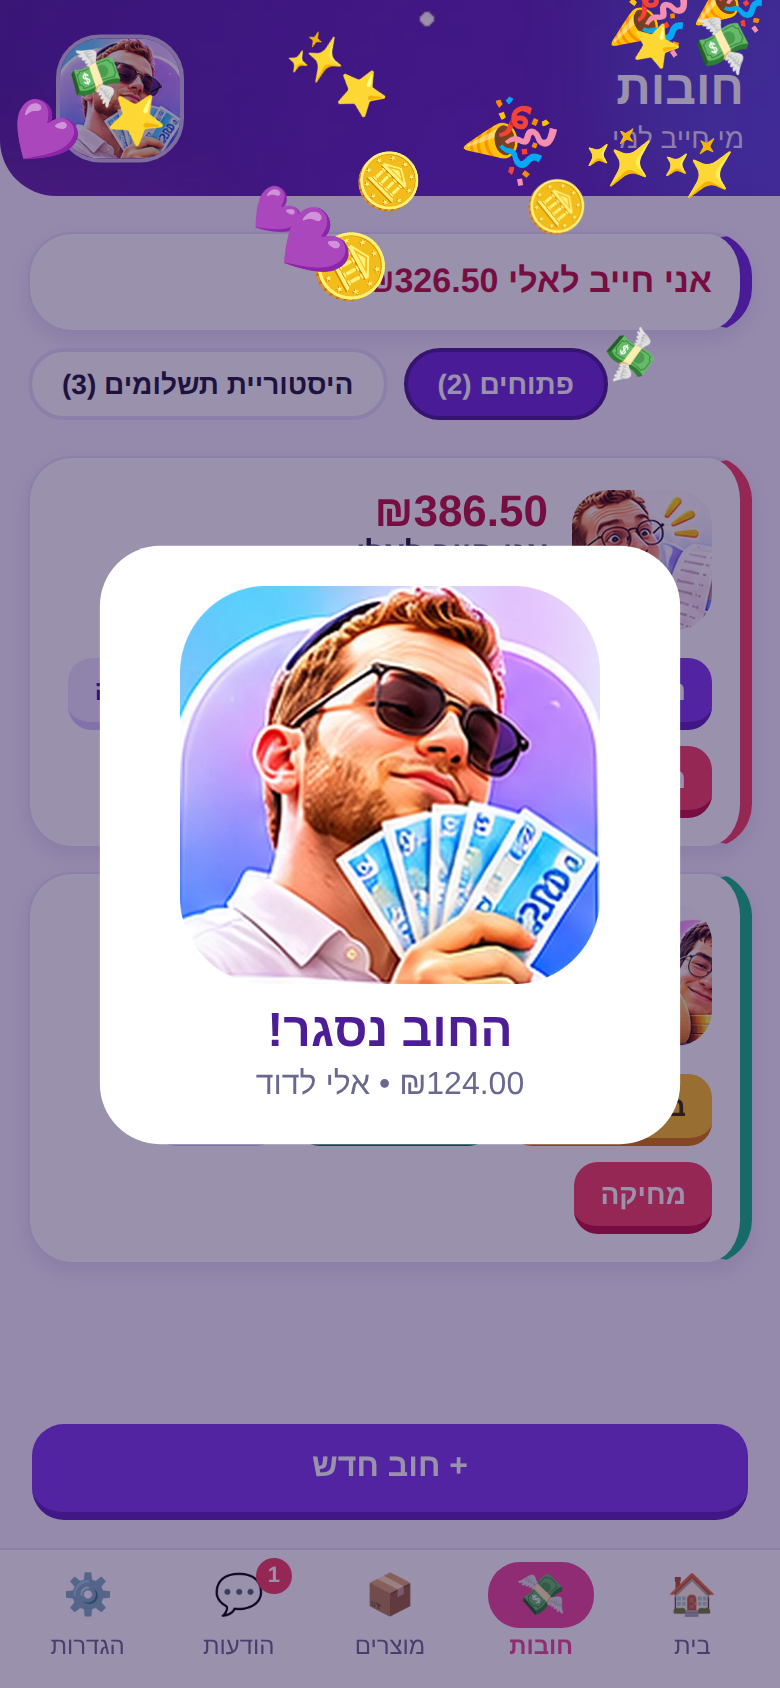 חובות
מי חייב למי
אני חייב לאלי 326.50₪
פתוחים (2)
היסטוריית תשלומים (3)
386.50₪
החוב נסגר!
124.00₪ • אלי לדוד
מחיקה
+ חוב חדש
1
בית
חובות
מוצרים
הודעות
הגדרות